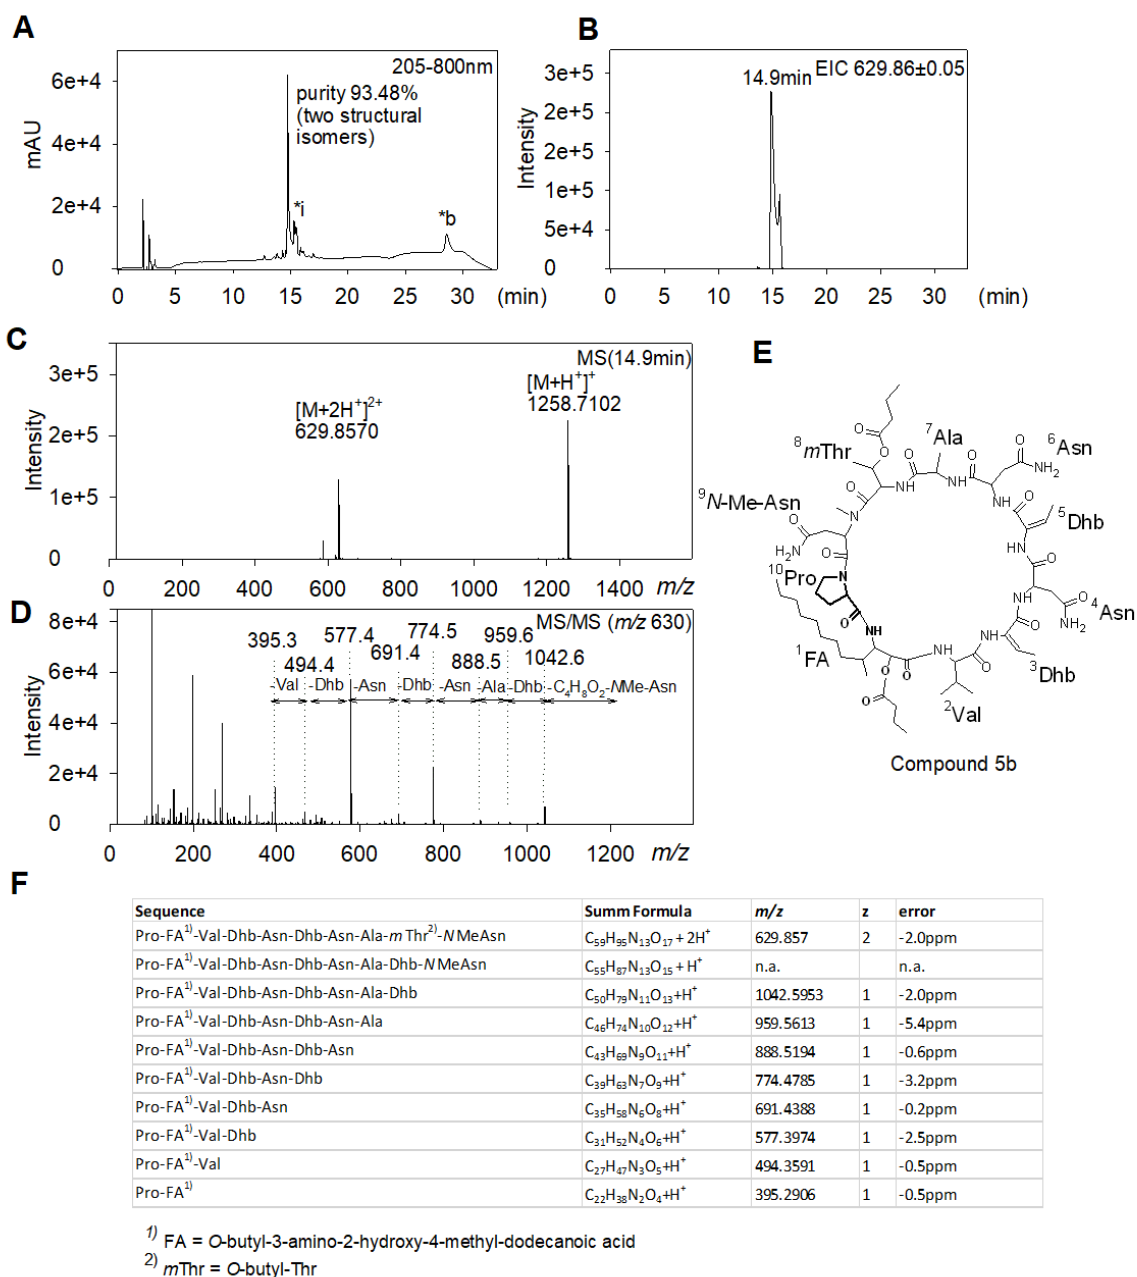 A
205-800nm
purity 93.48%
(two structural
isomers)
*i
*b
mAU
6e+4
4e+4
2e+4
0
0 5 10 15 20 25 30 (min)
B
14.9min
EIC 629.86±0.05
Intensity
3e+5
2e+5
2e+5
1e+5
5e+4
0
0 5 10 15 20 25 30 (min)
C
MS(14.9min)
[M+H⁺]⁺
1258.7102
[M+2H⁺]²⁺
629.8570
Intensity
3e+5
2e+5
1e+5
0
0 200 400 600 800 1000 1200 1400 m/z
D
MS/MS (m/z 630)
395.3 577.4 774.5 959.6
494.4 691.4 888.5 1042.6
-Val -Dhb -Asn -Dhb -Asn -Ala -Dhb -C₄H₈O₂-NMe-Asn
Intensity
8e+4
6e+4
4e+4
2e+4
0
0 200 400 600 800 1000 1200 m/z
E
⁸mThr
⁷Ala
⁶Asn
⁹N-Me-Asn
⁵Dhb
¹⁰Pro
⁴Asn
¹FA
³Dhb
²Val
Compound 5b
F
Sequence Summ Formula m/z z error
Pro-FA¹⁾-Val-Dhb-Asn-Dhb-Asn-Ala-m Thr²⁾-N MeAsn C₅₉H₉₅N₁₃O₁₇ + 2H⁺ 629.857 2 -2.0ppm
Pro-FA¹⁾-Val-Dhb-Asn-Dhb-Asn-Ala-Dhb-N MeAsn C₅₅H₈₇N₁₃O₁₅ + H⁺ n.a. n.a.
Pro-FA¹⁾-Val-Dhb-Asn-Dhb-Asn-Ala-Dhb C₅₀H₇₉N₁₁O₁₃+H⁺ 1042.5953 1 -2.0ppm
Pro-FA¹⁾-Val-Dhb-Asn-Dhb-Asn-Ala C₄₆H₇₄N₁₀O₁₂+H⁺ 959.5613 1 -5.4ppm
Pro-FA¹⁾-Val-Dhb-Asn-Dhb-Asn C₄₃H₆₉N₉O₁₁+H⁺ 888.5194 1 -0.6ppm
Pro-FA¹⁾-Val-Dhb-Asn-Dhb C₃₉H₆₃N₇O₉+H⁺ 774.4785 1 -3.2ppm
Pro-FA¹⁾-Val-Dhb-Asn C₃₅H₅₈N₆O₈+H⁺ 691.4388 1 -0.2ppm
Pro-FA¹⁾-Val-Dhb C₃₁H₅₂N₄O₆+H⁺ 577.3974 1 -2.5ppm
Pro-FA¹⁾-Val C₂₇H₄₇N₃O₅+H⁺ 494.3591 1 -0.5ppm
Pro-FA¹⁾ C₂₂H₃₈N₂O₄+H⁺ 395.2906 1 -0.5ppm
¹⁾ FA = O-butyl-3-amino-2-hydroxy-4-methyl-dodecanoic acid
²⁾ mThr = O-butyl-Thr